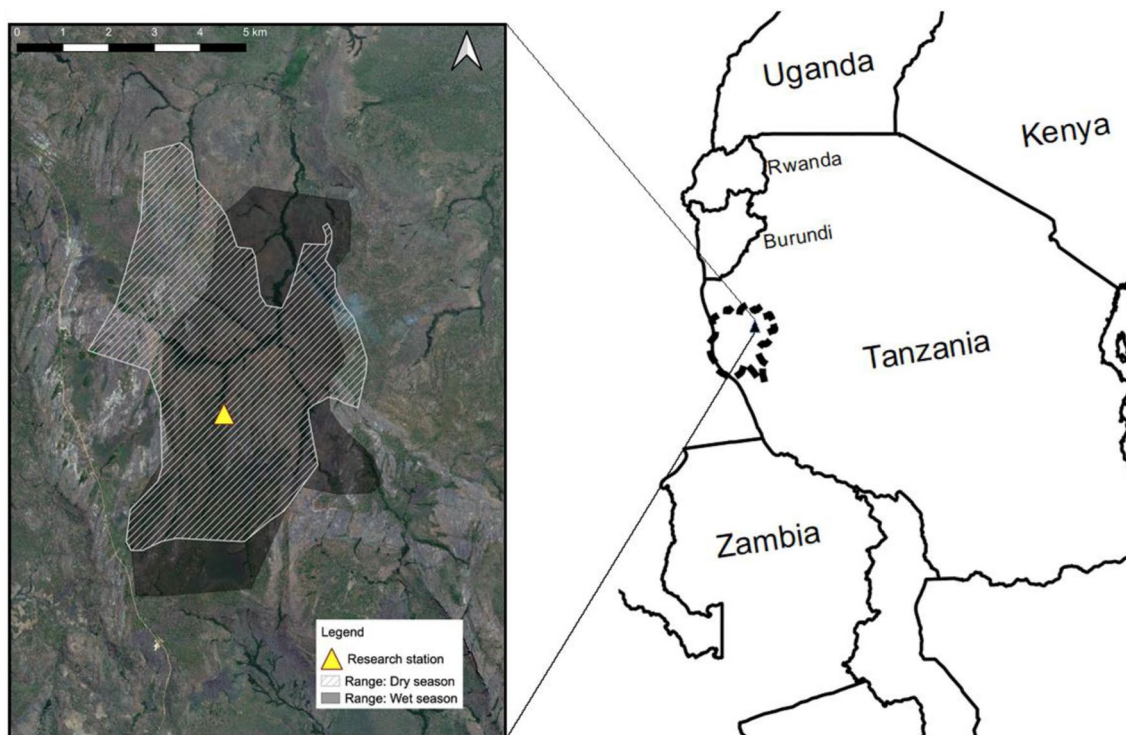 0 1 2 3 4 5 km
Uganda
Kenya
Rwanda
Burundi
Tanzania
Zambia
Legend
Research station
Range: Dry season
Range: Wet season